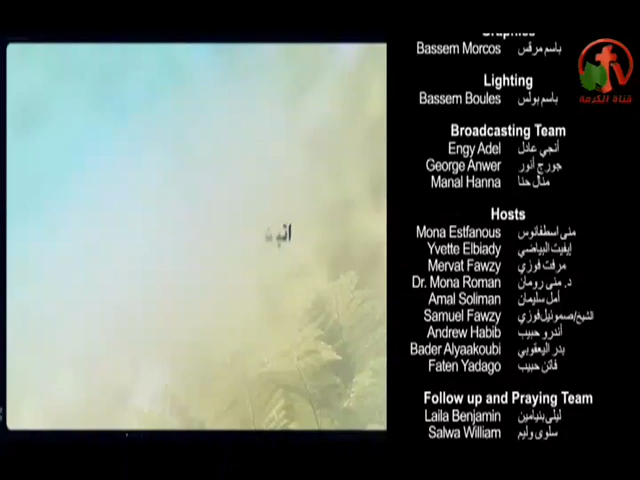 Graphics
Bassem Morcos باسم مرقس
Lighting
Bassem Boules باسم بولس
Broadcasting Team
Engy Adel أنجي عادل
George Anwer جورج أنور
Manal Hanna منال حنا
Hosts
Mona Estfanous منى اسطفانوس
Yvette Elbiady إيفيت البياضي
Mervat Fawzy مرفت فوزي
Dr. Mona Roman د. منى رومان
Amal Soliman أمل سليمان
Samuel Fawzy الشيخ/صموئيل فوزي
Andrew Habib أندرو حبيب
Bader Alyaakoubi بدر اليعقوبي
Faten Yadago فاتن حبيب
Follow up and Praying Team
Laila Benjamin ليلى بنيامين
Salwa William سلوى وليم
قناة الكرمة